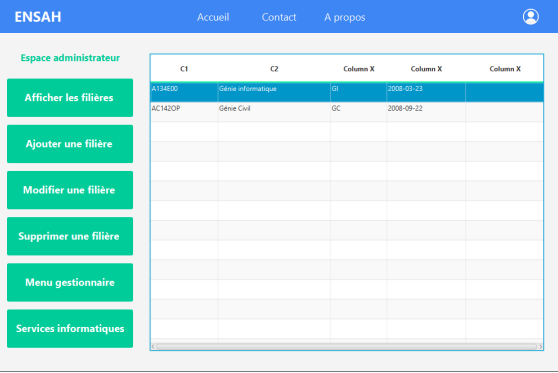 ENSAH
Accueil Contact A propos
Espace administrateur
Afficher les filières
Ajouter une filière
Modifier une filière
Supprimer une filière
Menu gestionnaire
Services informatiques
C1 C2 Column X Column X Column X
A134E00 Génie informatique GI 2008-03-23
AC142OP Génie Civil GC 2008-09-22